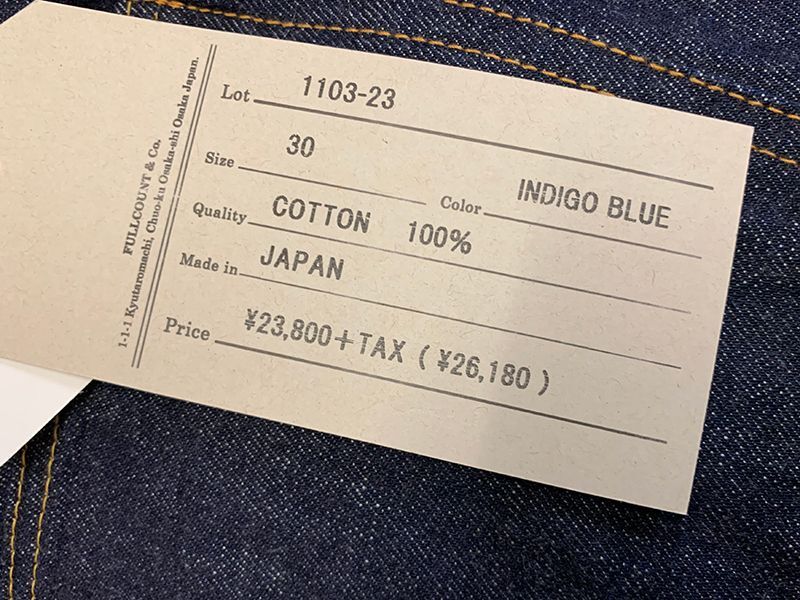 FULLCOUNT & Co.
1-1-1 Kyutaromachi, Chuo-ku Osaka-shi Osaka Japan.
Lot 1103-23
Size 30 Color INDIGO BLUE
Quality COTTON 100%
Made in JAPAN
Price ¥23,800+TAX (¥26,180)